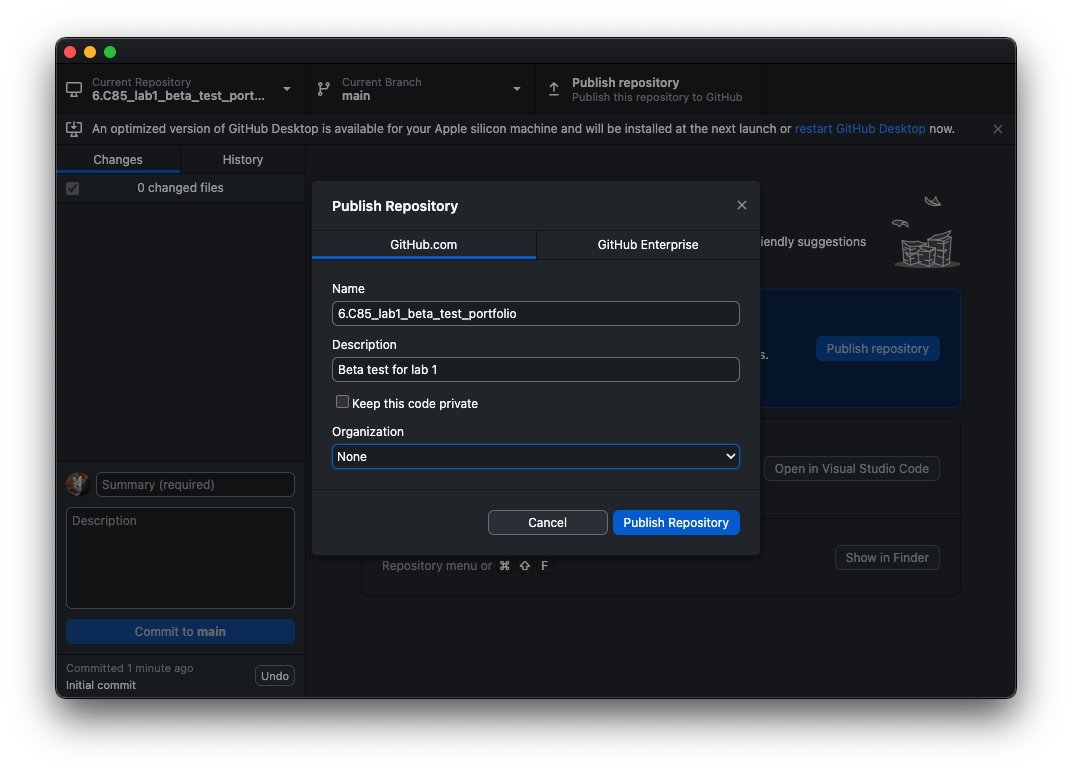 Current Repository
6.C85_lab1_beta_test_port...
Current Branch
main
Publish repository
Publish this repository to GitHub
An optimized version of GitHub Desktop is available for your Apple silicon machine and will be installed at the next launch or restart GitHub Desktop now.
Changes
History
0 changed files
Publish Repository
GitHub.com
GitHub Enterprise
iendly suggestions
Name
6.C85_lab1_beta_test_portfolio
Description
Beta test for lab 1
s.
Publish repository
Keep this code private
Organization
None
Open in Visual Studio Code
Cancel
Publish Repository
Repository menu or ⌘ ⇧ F
Show in Finder
Summary (required)
Description
Commit to main
Committed 1 minute ago
Initial commit
Undo